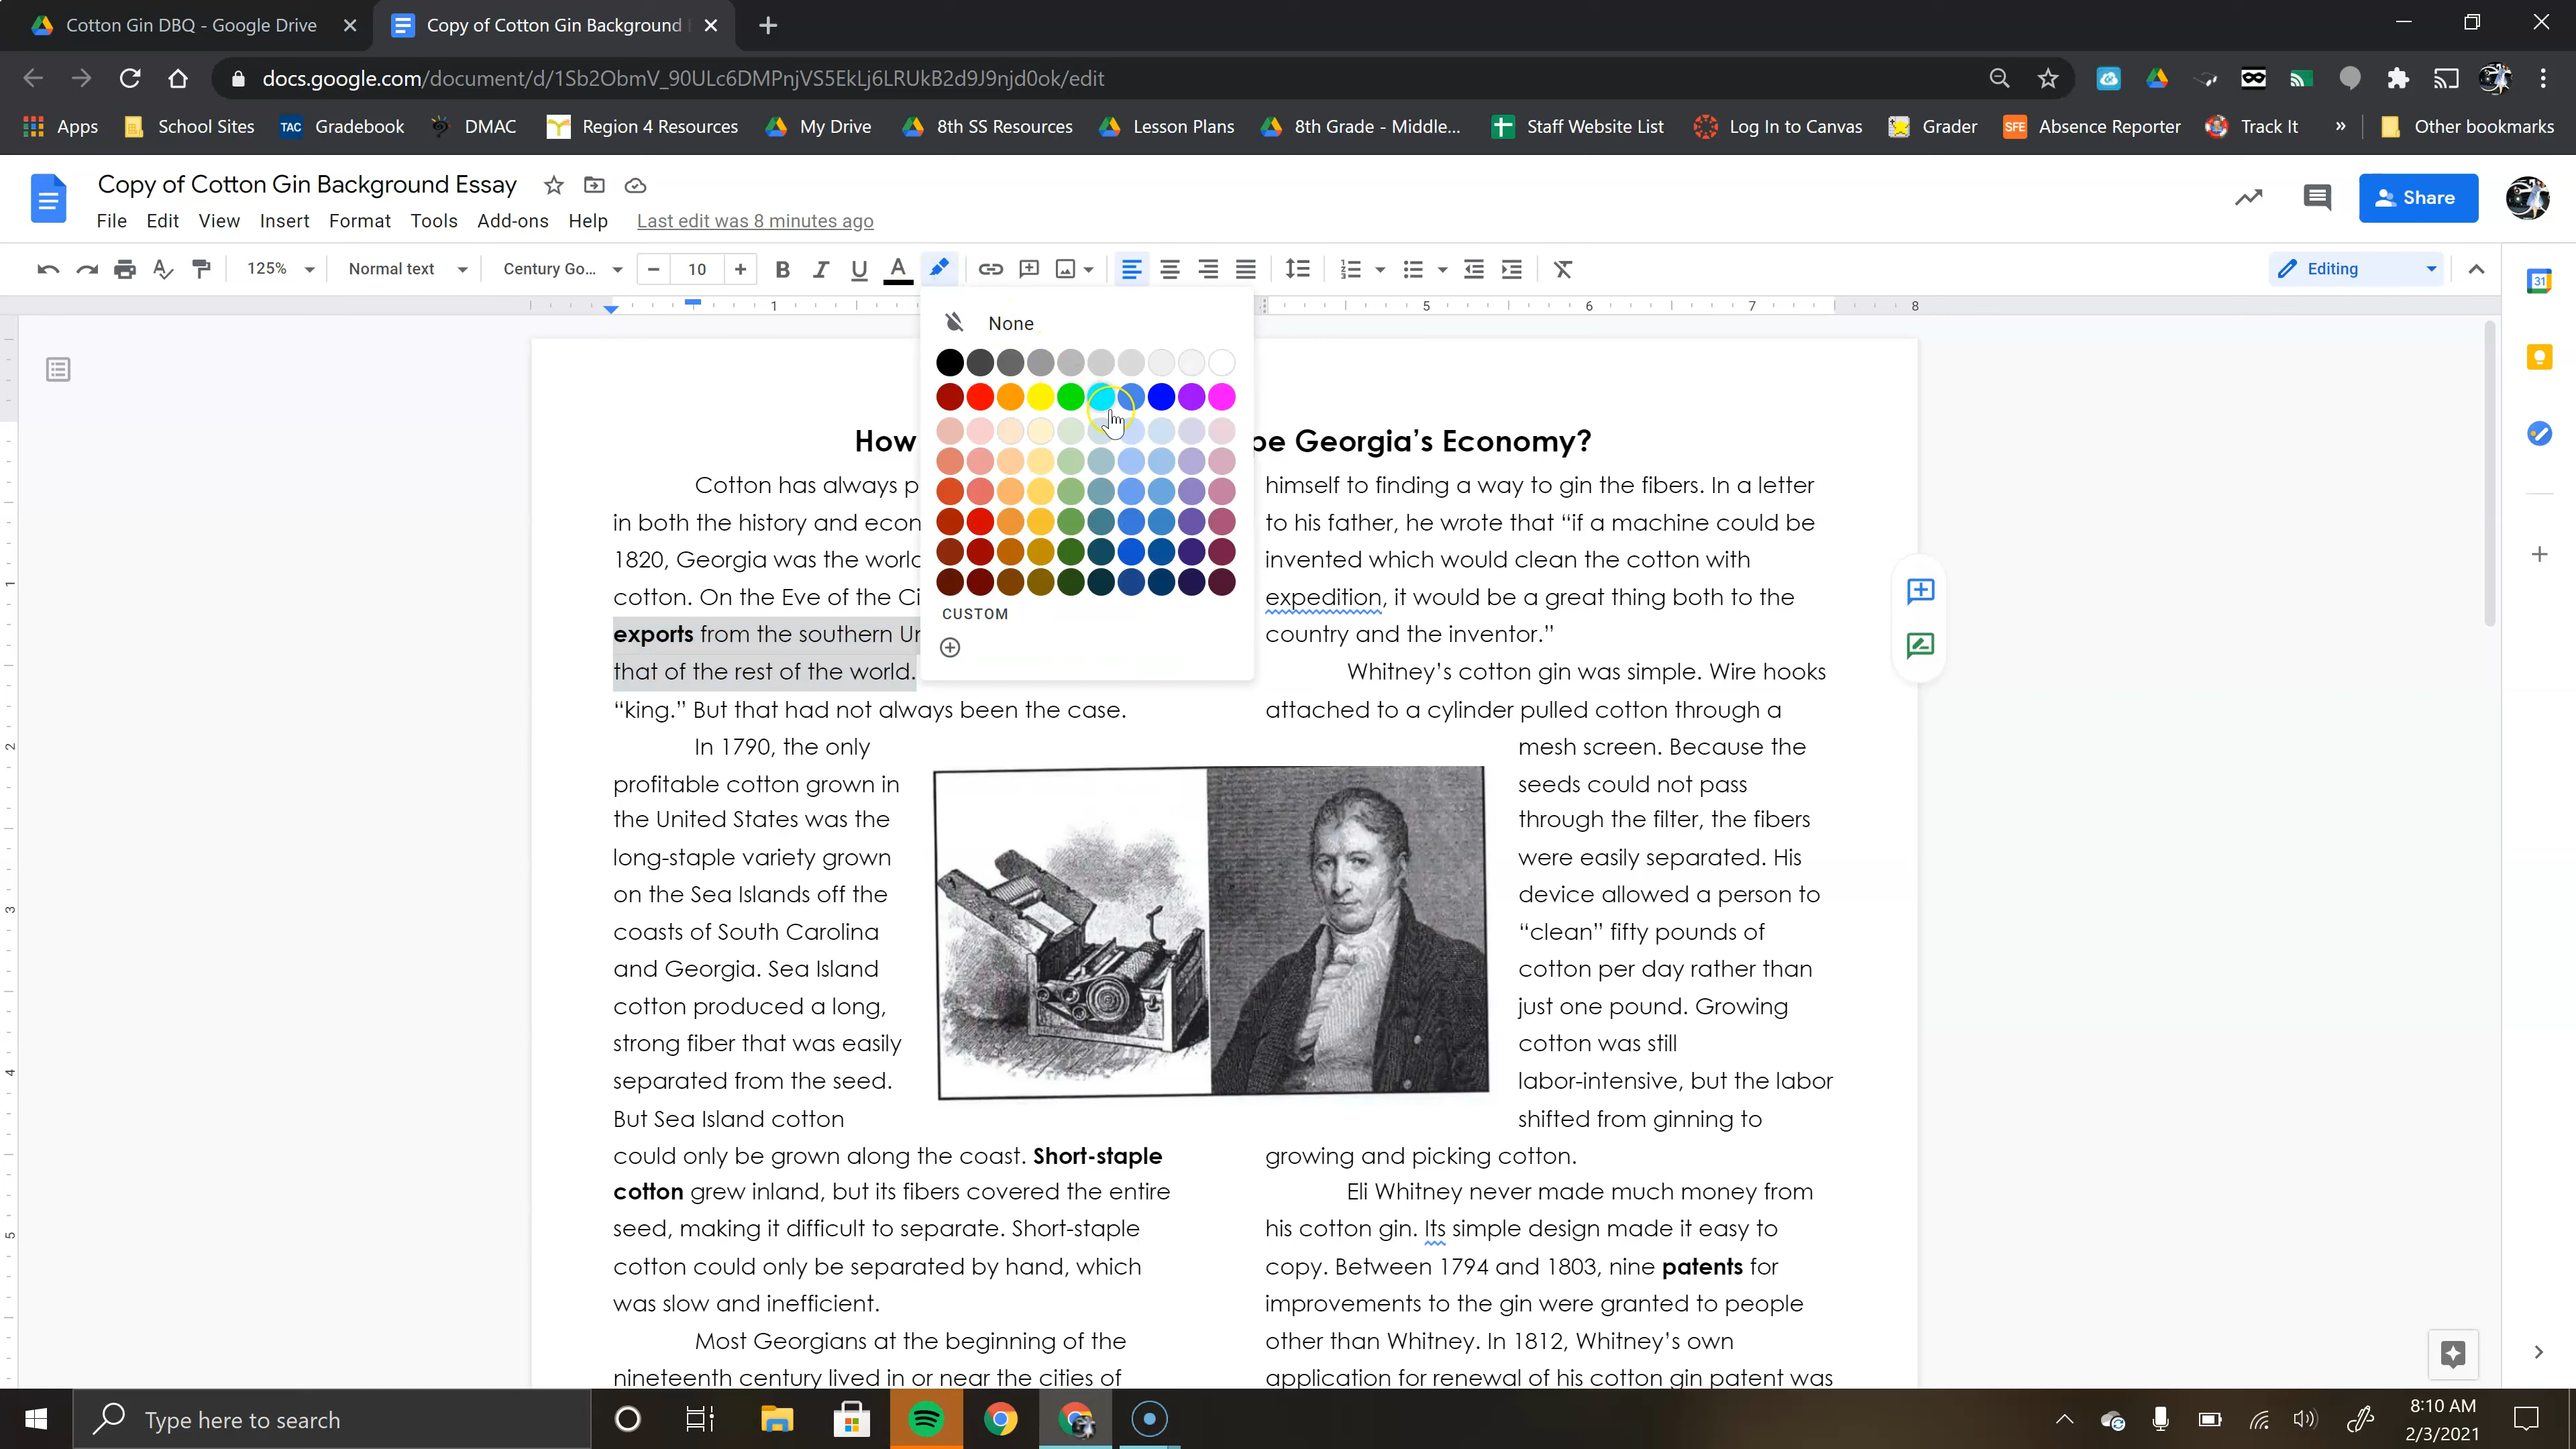 Cotton Gin DBQ - Google Drive
Copy of Cotton Gin Background
docs.google.com/document/d/1Sb2ObmV_90ULc6DMPnjVS5EkLj6LRUkB2d9J9njd0ok/edit
Apps School Sites TAC Gradebook DMAC Region 4 Resources My Drive 8th SS Resources Lesson Plans 8th Grade - Middle... Staff Website List Log In to Canvas Grader SFE Absence Reporter Track It » Other bookmarks
Copy of Cotton Gin Background Essay
Share
File Edit View Insert Format Tools Add-ons Help Last edit was 8 minutes ago
125% Normal text Century Go... 10 B I U A Editing
31
1 5 6 7 8
None
CUSTOM
How
pe Georgia's Economy?
Cotton has always p
in both the history and econ
1820, Georgia was the world
cotton. On the Eve of the Ci
exports from the southern Un
that of the rest of the world.
“king.” But that had not always been the case.
In 1790, the only
profitable cotton grown in
the United States was the
long-staple variety grown
on the Sea Islands off the
coasts of South Carolina
and Georgia. Sea Island
cotton produced a long,
strong fiber that was easily
separated from the seed.
But Sea Island cotton
could only be grown along the coast. Short-staple
cotton grew inland, but its fibers covered the entire
seed, making it difficult to separate. Short-staple
cotton could only be separated by hand, which
was slow and inefficient.
Most Georgians at the beginning of the
nineteenth century lived in or near the cities of
himself to finding a way to gin the fibers. In a letter
to his father, he wrote that “if a machine could be
invented which would clean the cotton with
expedition, it would be a great thing both to the
country and the inventor.”
Whitney’s cotton gin was simple. Wire hooks
attached to a cylinder pulled cotton through a
mesh screen. Because the
seeds could not pass
through the filter, the fibers
were easily separated. His
device allowed a person to
“clean” fifty pounds of
cotton per day rather than
just one pound. Growing
cotton was still
labor-intensive, but the labor
shifted from ginning to
growing and picking cotton.
Eli Whitney never made much money from
his cotton gin. Its simple design made it easy to
copy. Between 1794 and 1803, nine patents for
improvements to the gin were granted to people
other than Whitney. In 1812, Whitney’s own
application for renewal of his cotton gin patent was
1
2
3
4
5
Type here to search
8:10 AM
2/3/2021